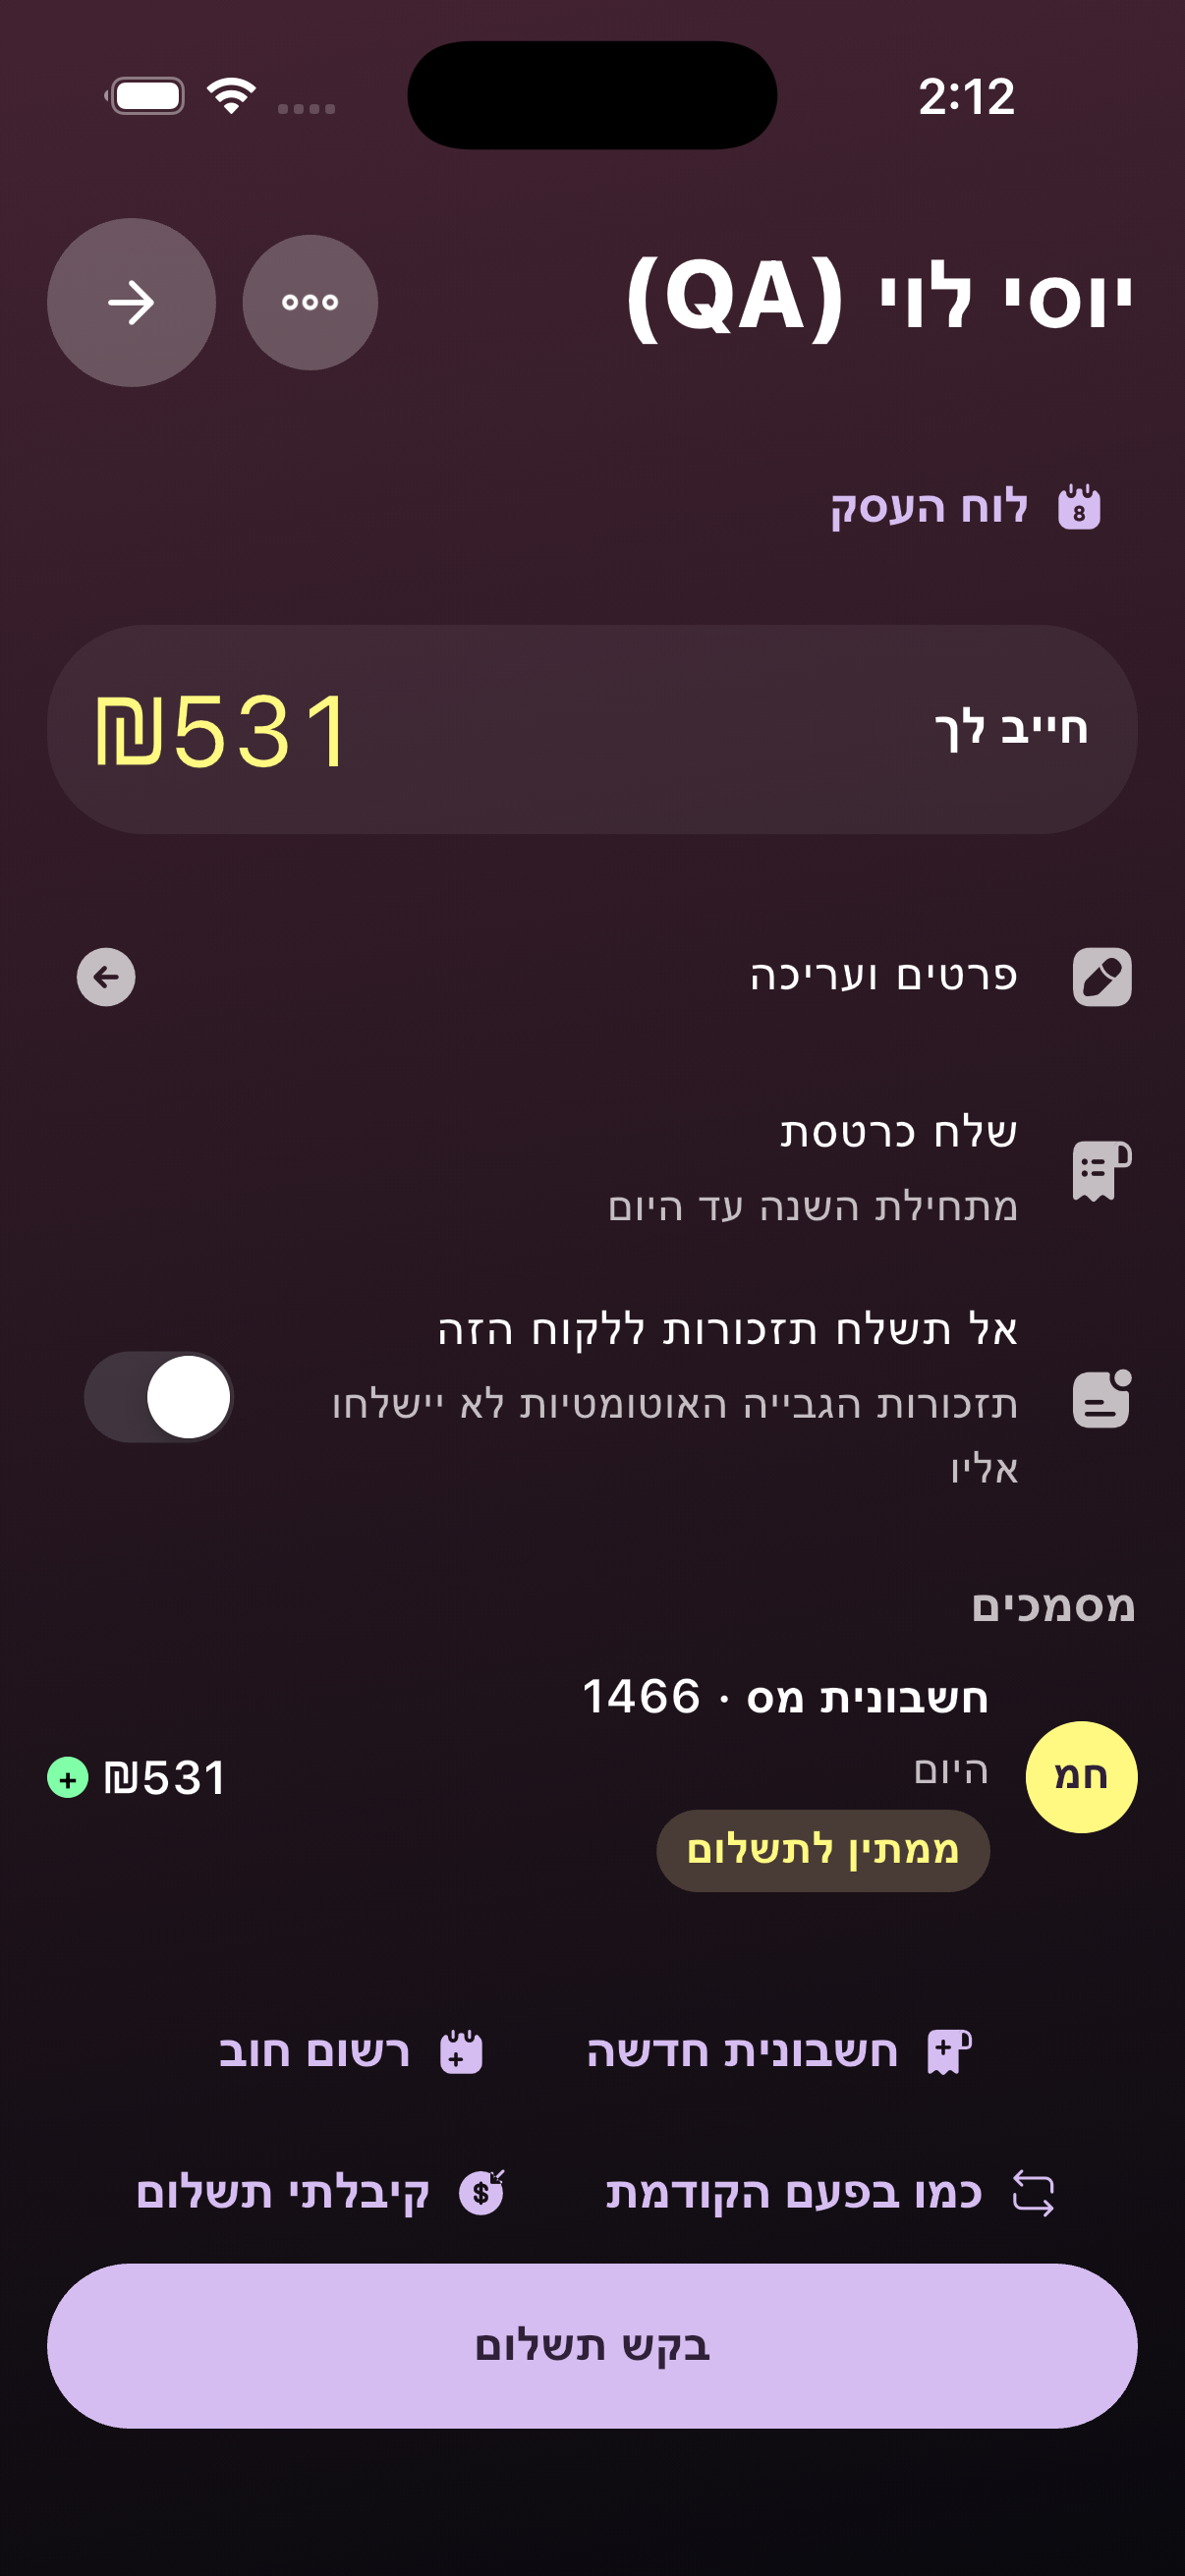 2:12
יוסי לוי (QA)
8 לוח העסק
חייב לך
₪531
פרטים ועריכה
שלח כרטסת
מתחילת השנה עד היום
אל תשלח תזכורות ללקוח הזה
תזכורות הגבייה האוטומטיות לא יישלחו
אליו
מסמכים
חמ
חשבונית מס · 1466
היום
ממתין לתשלום
₪531
חשבונית חדשה
רשום חוב
כמו בפעם הקודמת
קיבלתי תשלום
בקש תשלום